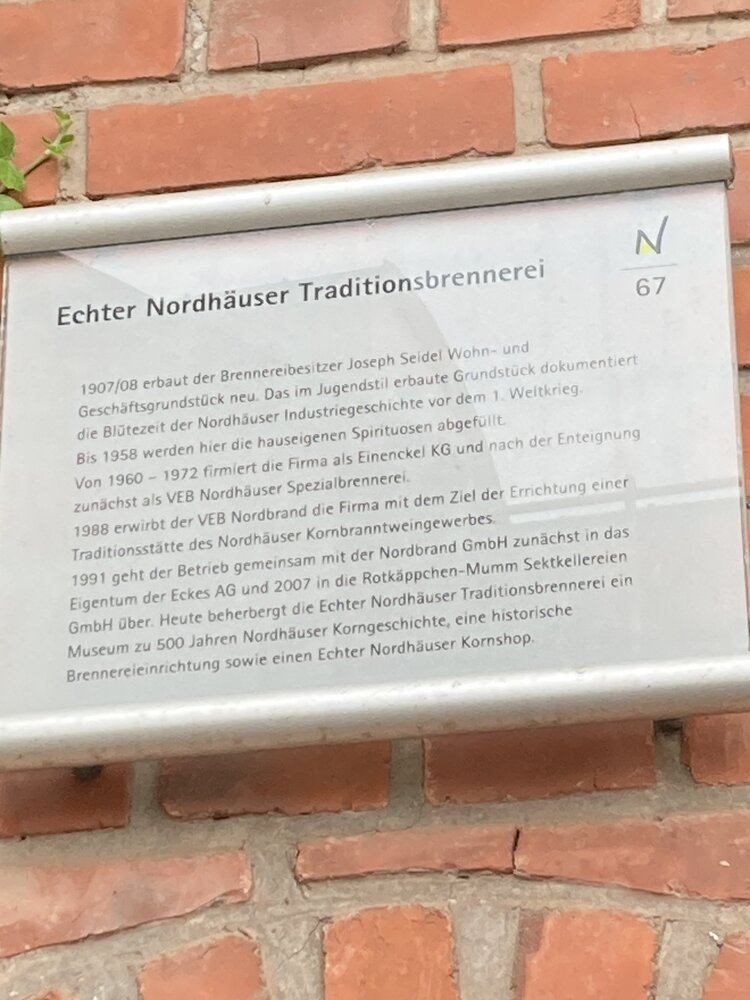 N
67
Echter Nordhäuser Traditionsbrennerei
1907/08 erbaut der Brennereibesitzer Joseph Seidel Wohn- und
Geschäftsgrundstück neu. Das im Jugendstil erbaute Grundstück dokumentiert
die Blütezeit der Nordhäuser Industriegeschichte vor dem 1. Weltkrieg.
Bis 1958 werden hier die hauseigenen Spirituosen abgefüllt.
Von 1960 – 1972 firmiert die Firma als Einenckel KG und nach der Enteignung
zunächst als VEB Nordhäuser Spezialbrennerei.
1988 erwirbt der VEB Nordbrand die Firma mit dem Ziel der Errichtung einer
Traditionsstätte des Nordhäuser Kornbranntweingewerbes.
1991 geht der Betrieb gemeinsam mit der Nordbrand GmbH zunächst in das
Eigentum der Eckes AG und 2007 in die Rotkäppchen-Mumm Sektkellereien
GmbH über. Heute beherbergt die Echter Nordhäuser Traditionsbrennerei ein
Museum zu 500 Jahren Nordhäuser Korngeschichte, eine historische
Brennereieinrichtung sowie einen Echter Nordhäuser Kornshop.